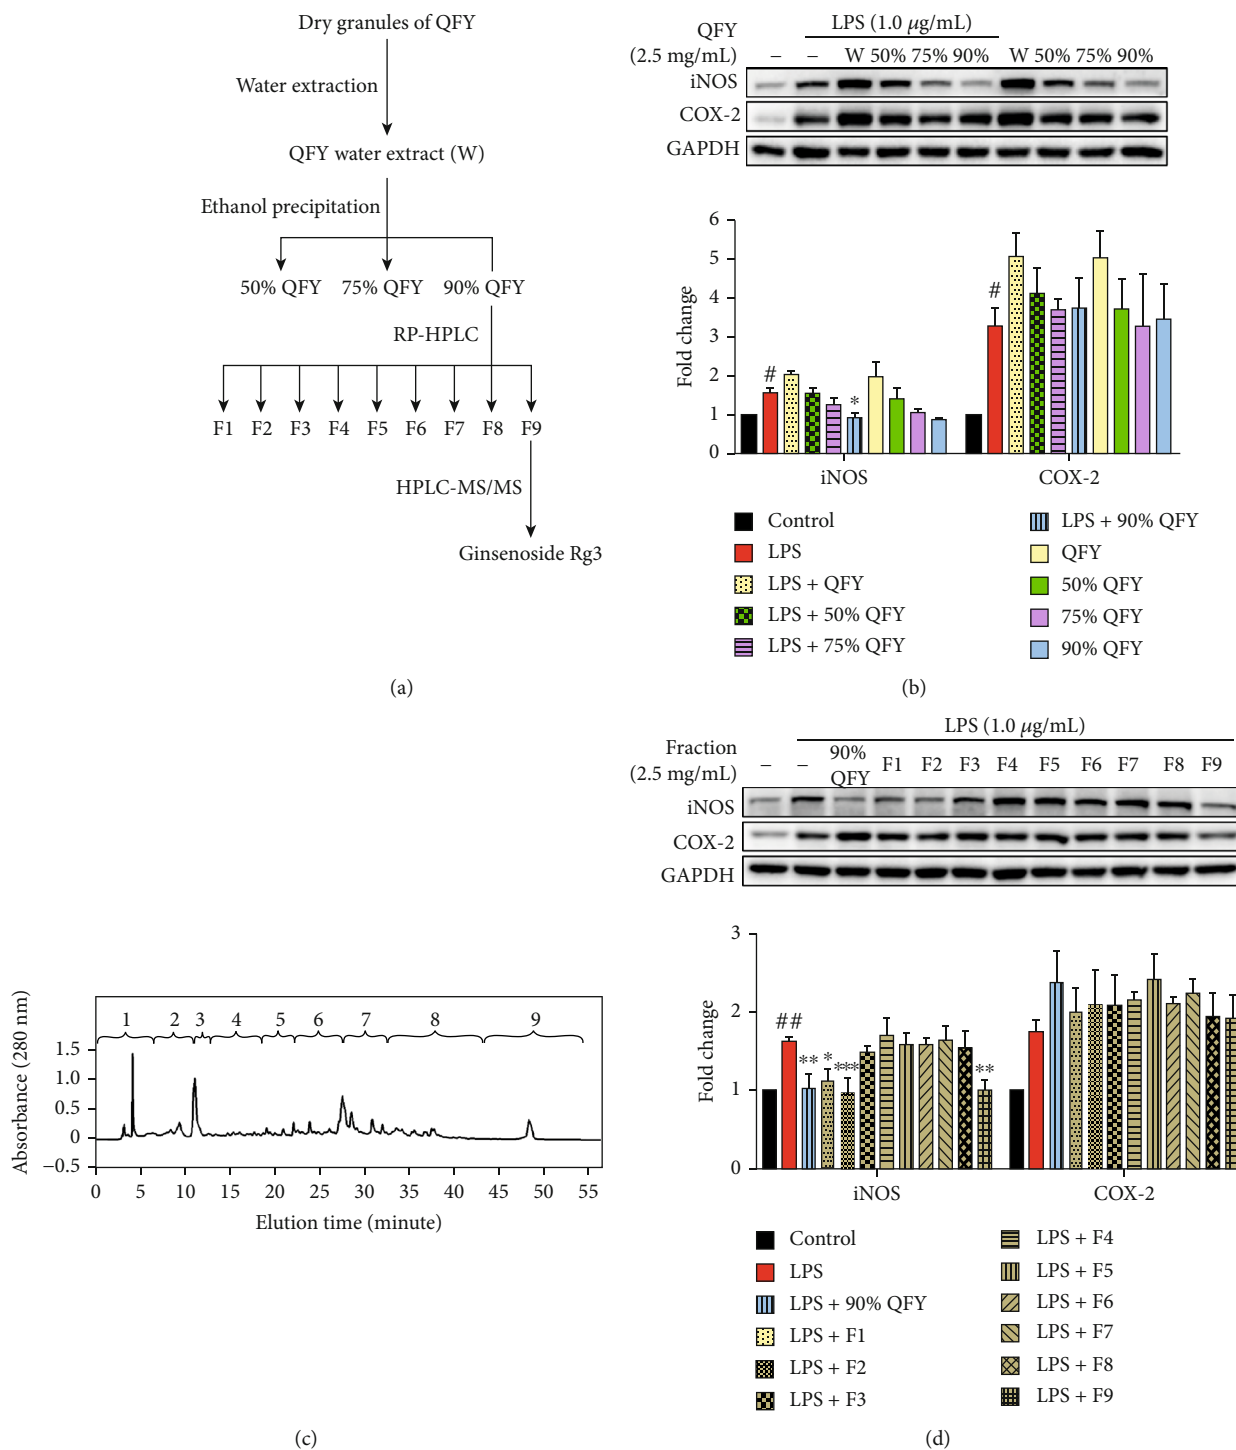 Dry granules of QFY
Water extraction
QFY water extract (W)
Ethanol precipitation
50% QFY 75% QFY 90% QFY
RP-HPLC
F1 F2 F3 F4 F5 F6 F7 F8 F9
HPLC-MS/MS
Ginsenoside Rg3
(a)
LPS (1.0 μg/mL)
QFY
(2.5 mg/mL) – – W 50% 75% 90% W 50% 75% 90%
iNOS
COX-2
GAPDH
6
5
4
3
2
1
0
Fold change
# * #
iNOS COX-2
Control
LPS
LPS + QFY
LPS + 50% QFY
LPS + 75% QFY
LPS + 90% QFY
QFY
50% QFY
75% QFY
90% QFY
(b)
1 2 3 4 5 6 7 8 9
1.5
1.0
0.5
0
–0.5
Absorbance (280 nm)
0 5 10 15 20 25 30 35 40 45 50 55
Elution time (minute)
(c)
LPS (1.0 μg/mL)
Fraction
(2.5 mg/mL) – – 90% QFY F1 F2 F3 F4 F5 F6 F7 F8 F9
iNOS
COX-2
GAPDH
3
2
1
0
Fold change
## ** * *** **
iNOS COX-2
Control
LPS
LPS + 90% QFY
LPS + F1
LPS + F2
LPS + F3
LPS + F4
LPS + F5
LPS + F6
LPS + F7
LPS + F8
LPS + F9
(d)